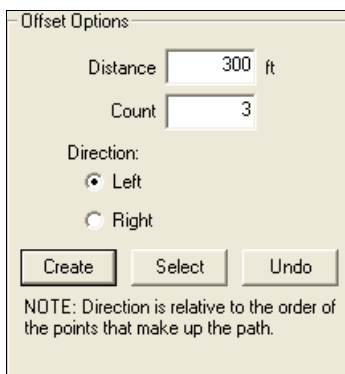 Offset Options
Distance 300 ft
Count 3
Direction:
Left
Right
Create Select Undo
NOTE: Direction is relative to the order of
the points that make up the path.